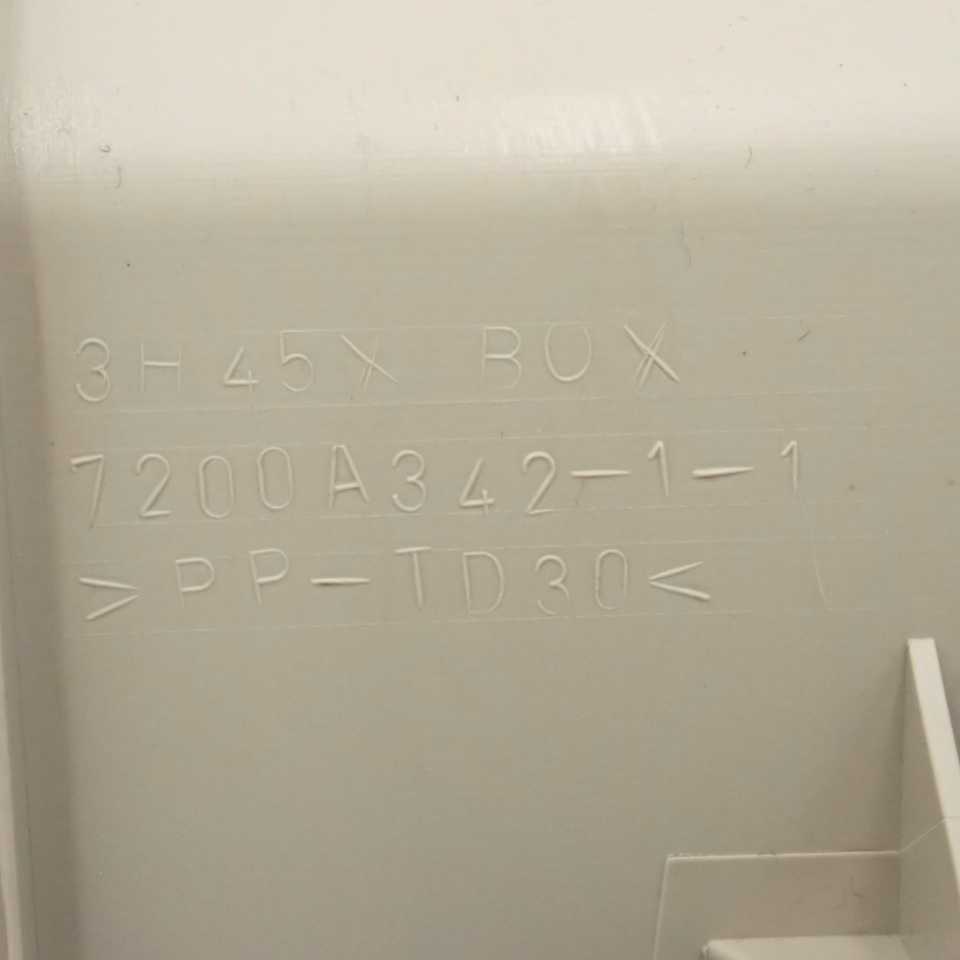 3H45X BOX
7200A342-1-1
>PP-TD30<